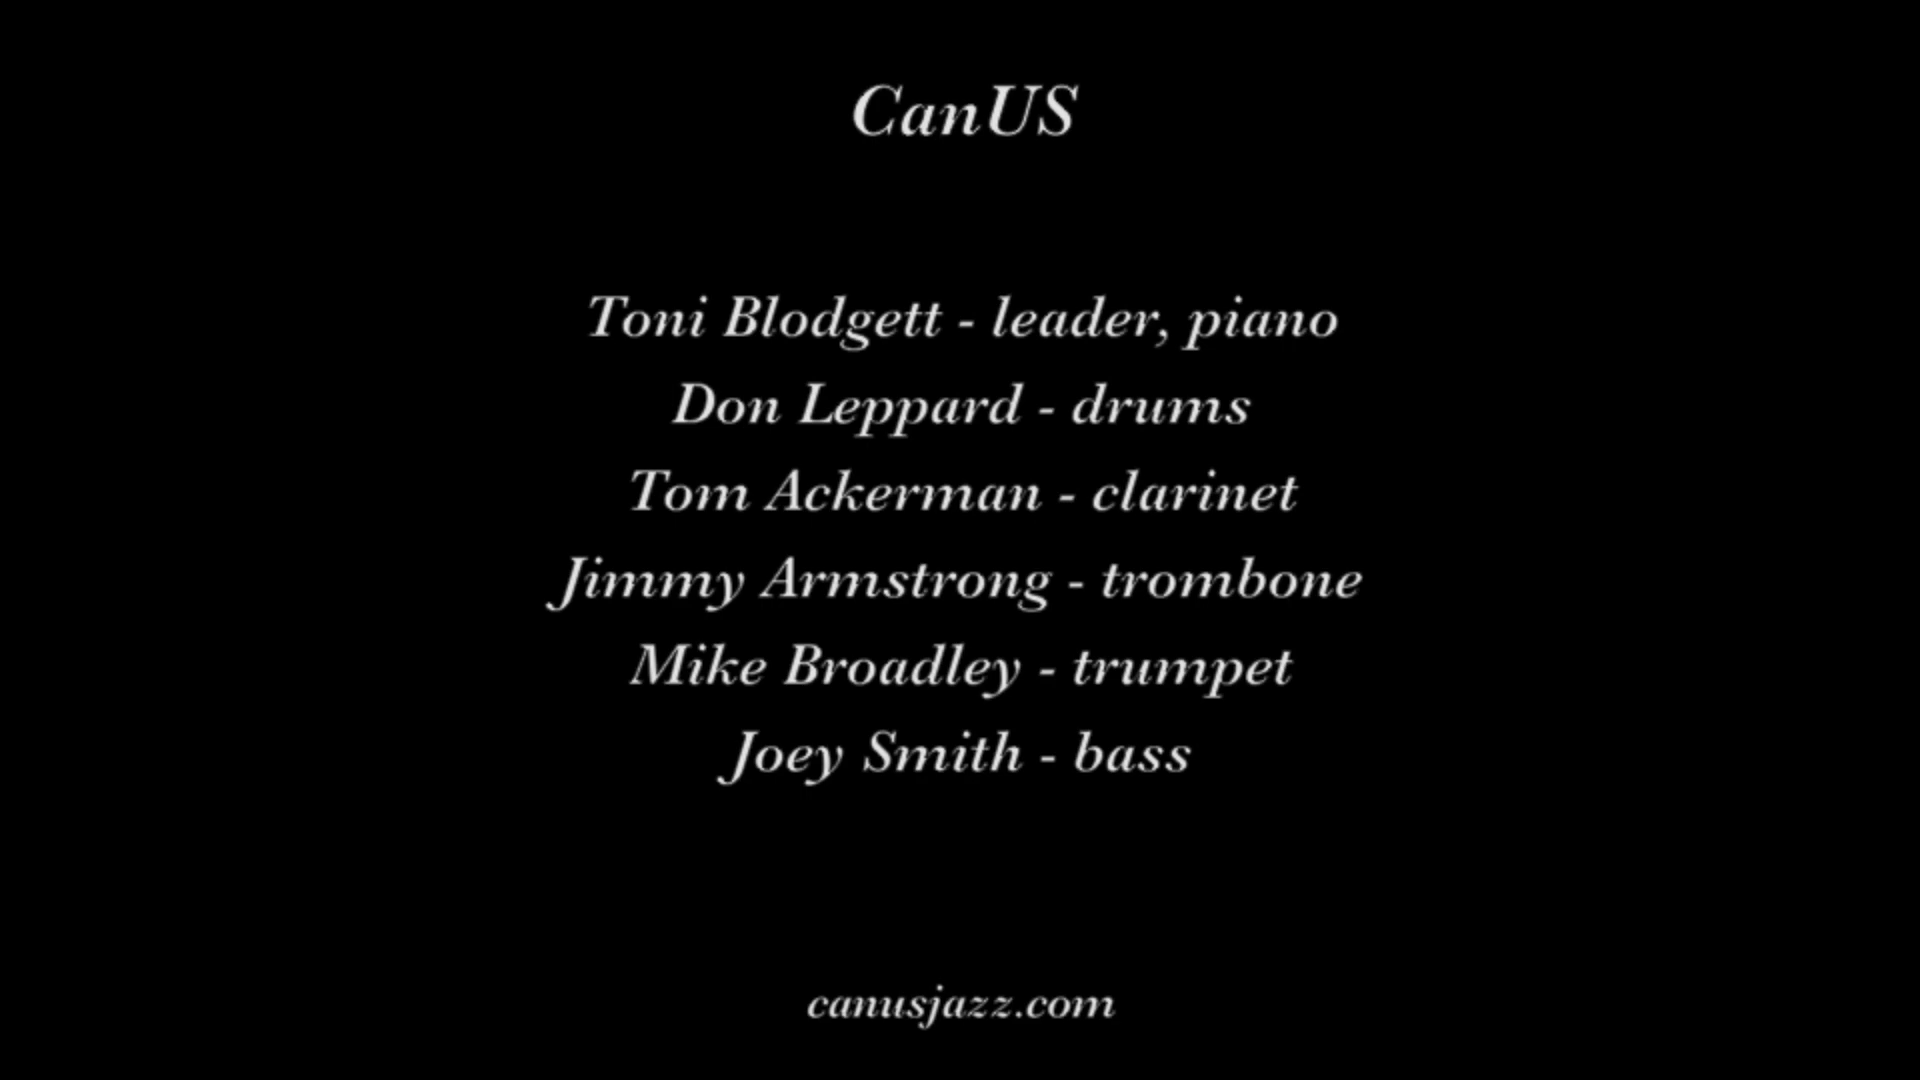 CanUS
Toni Blodgett - leader, piano
Don Leppard - drums
Tom Ackerman - clarinet
Jimmy Armstrong - trombone
Mike Broadley - trumpet
Joey Smith - bass
canusjazz.com